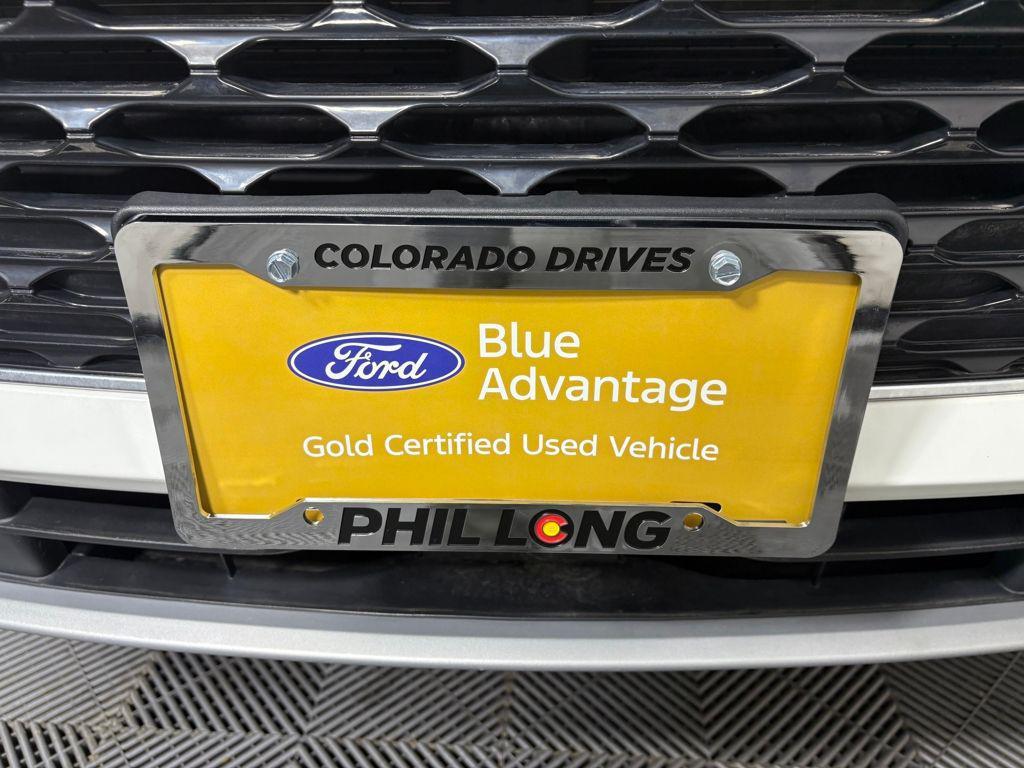 COLORADO DRIVES
Ford
Blue
Advantage
Gold Certified Used Vehicle
PHIL LONG